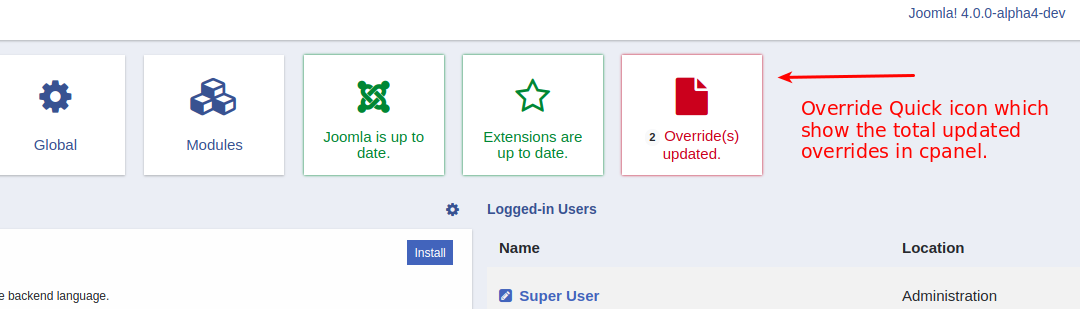 Joomla! 4.0.0-alpha4-dev
Global
Modules
Joomla is up to
date.
Extensions are
up to date.
2 Override(s)
updated.
Override Quick icon which
show the total updated
overrides in cpanel.
Logged-in Users
Install
Name Location
e backend language.
Super User Administration